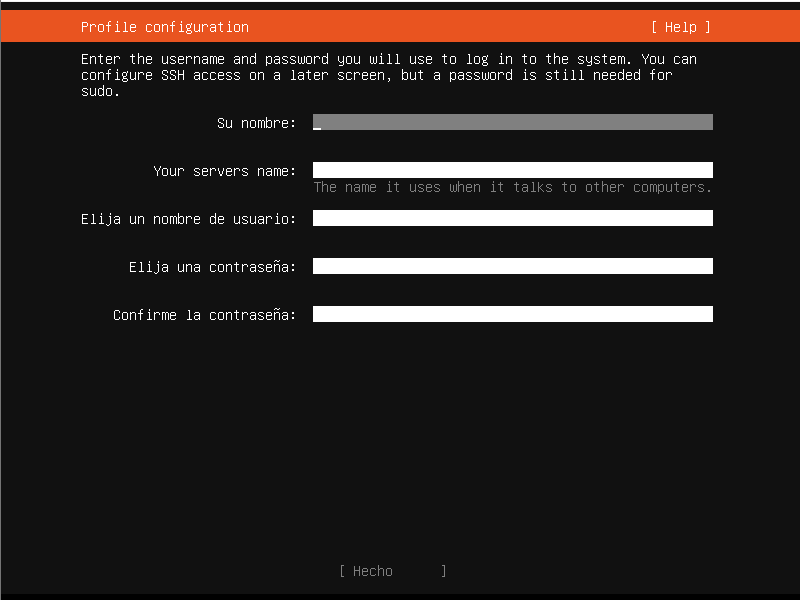 Profile configuration [ Help ]
Enter the username and password you will use to log in to the system. You can
configure SSH access on a later screen, but a password is still needed for
sudo.
Su nombre:
Your servers name:
The name it uses when it talks to other computers.
Elija un nombre de usuario:
Elija una contraseña:
Confirme la contraseña:
[ Hecho ]